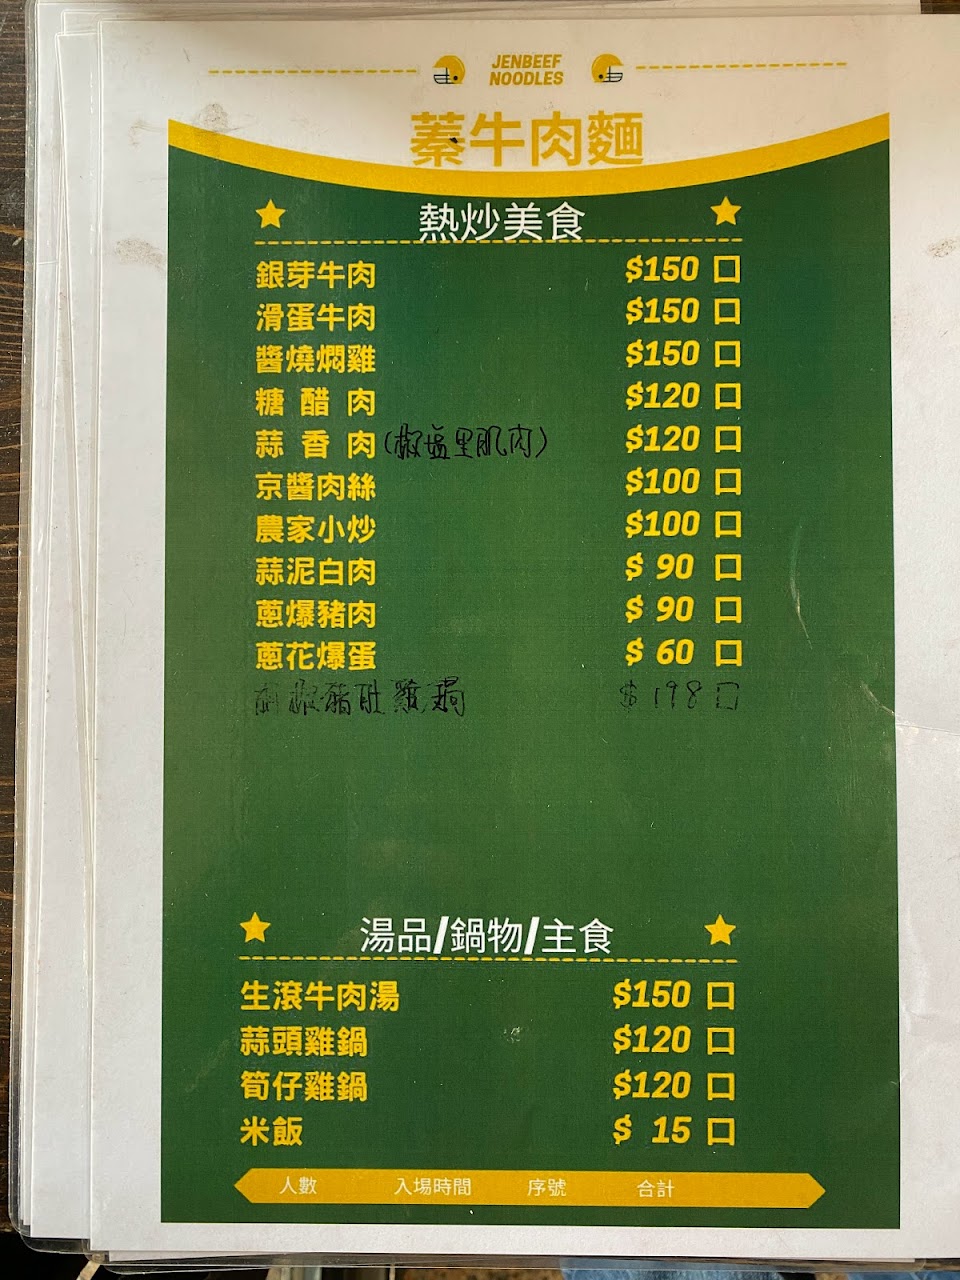 JENBEEF
NOODLES
蓁牛肉麵
熱炒美食
銀芽牛肉 $150 口
滑蛋牛肉 $150 口
醬燒燜雞 $150 口
糖醋肉 $120 口
蒜香肉(椒塩里肌肉) $120 口
京醬肉絲 $100 口
農家小炒 $100 口
蒜泥白肉 $ 90 口
蔥爆豬肉 $ 90 口
蔥花爆蛋 $ 60 口
胡椒豬肚雞鍋 $198 口
湯品/鍋物/主食
生滾牛肉湯 $150 口
蒜頭雞鍋 $120 口
筍仔雞鍋 $120 口
米飯 $ 15 口
人數 入場時間 序號 合計